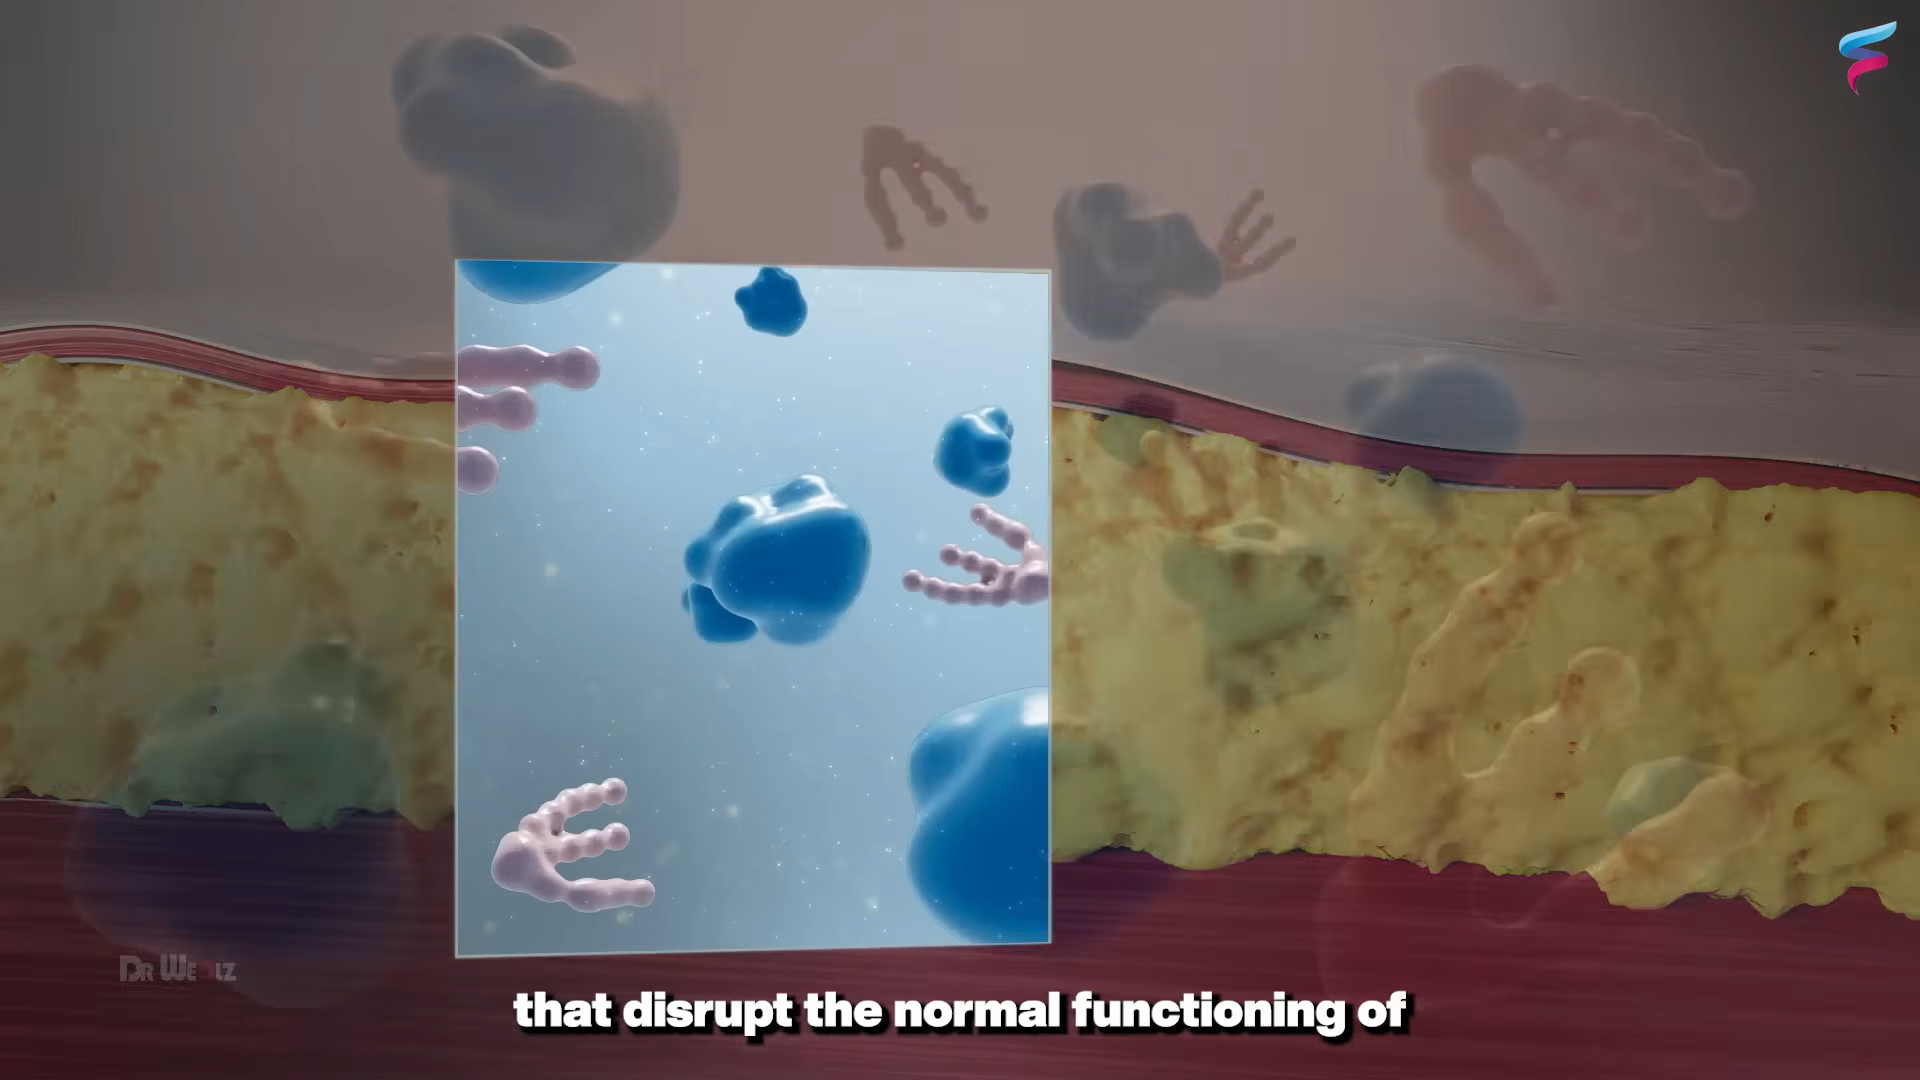 that disrupt the normal functioning of